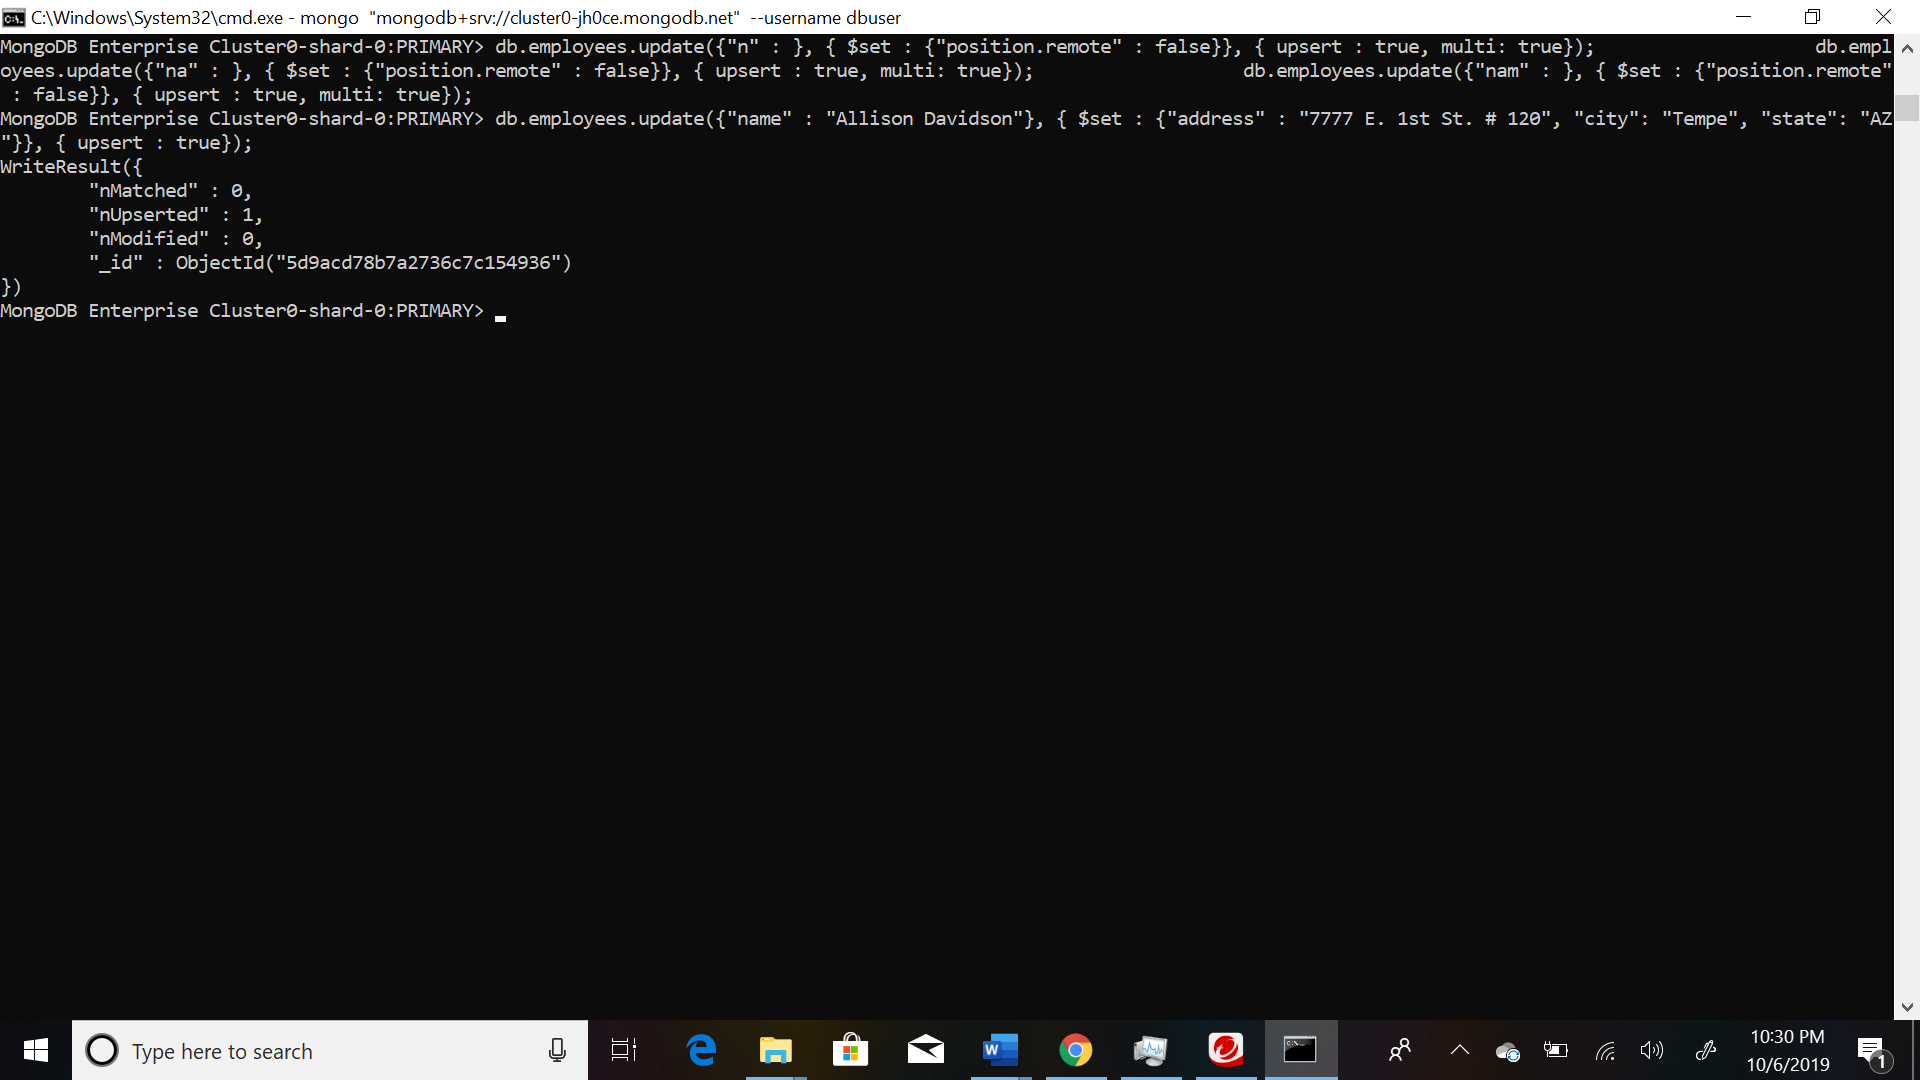 C:\Windows\System32\cmd.exe - mongo  "mongodb+srv://cluster0-jh0ce.mongodb.net"  --username dbuser
MongoDB Enterprise Cluster0-shard-0:PRIMARY> db.employees.update({"n" : }, { $set : {"position.remote" : false}}, { upsert : true, multi: true});                    db.empl
oyees.update({"na" : }, { $set : {"position.remote" : false}}, { upsert : true, multi: true});                   db.employees.update({"nam" : }, { $set : {"position.remote"
 : false}}, { upsert : true, multi: true});
MongoDB Enterprise Cluster0-shard-0:PRIMARY> db.employees.update({"name" : "Allison Davidson"}, { $set : {"address" : "7777 E. 1st St. # 120", "city": "Tempe", "state": "AZ
"}}, { upsert : true});
WriteResult({
        "nMatched" : 0,
        "nUpserted" : 1,
        "nModified" : 0,
        "_id" : ObjectId("5d9acd78b7a2736c7c154936")
})
MongoDB Enterprise Cluster0-shard-0:PRIMARY>
Type here to search
10:30 PM
10/6/2019
1